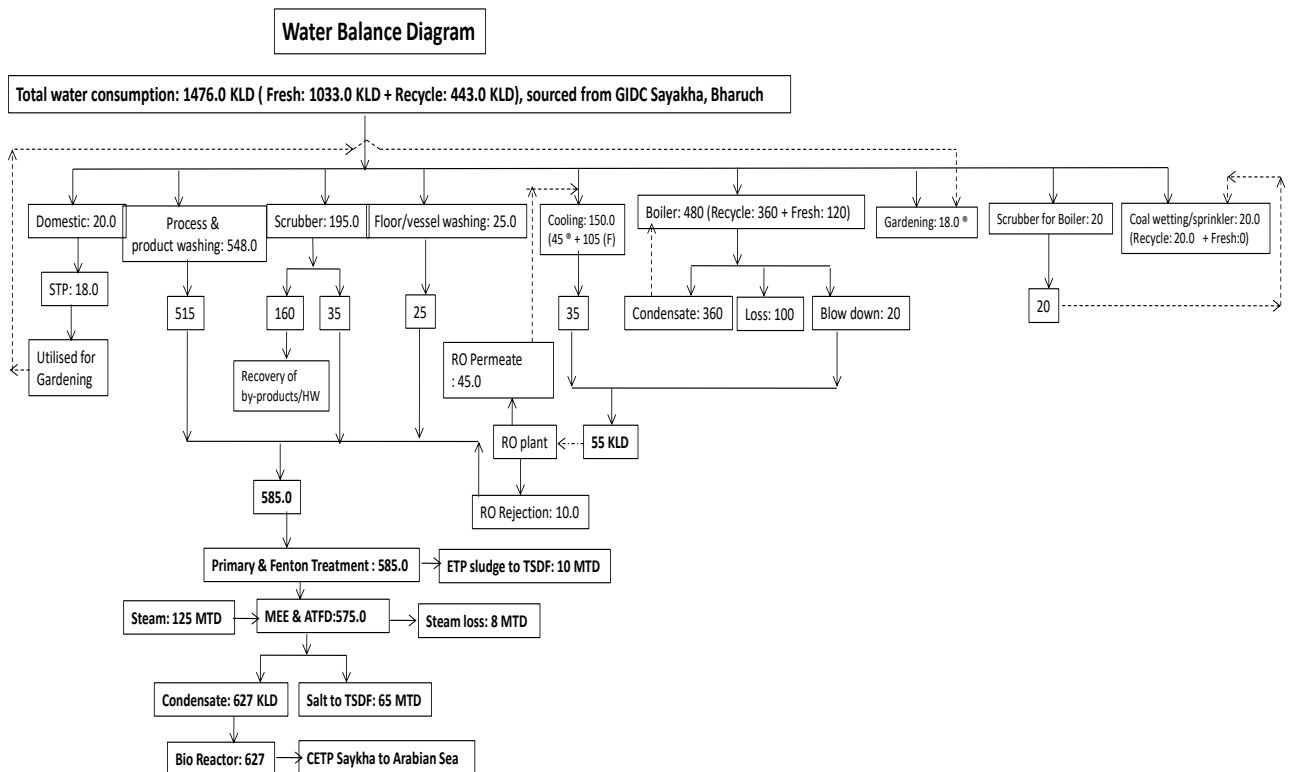 Water Balance Diagram
Total water consumption: 1476.0 KLD ( Fresh: 1033.0 KLD + Recycle: 443.0 KLD), sourced from GIDC Sayakha, Bharuch
Domestic: 20.0
Process &
product washing: 548.0
Scrubber: 195.0
Floor/vessel washing: 25.0
Cooling: 150.0
(45 ® + 105 (F)
Boiler: 480 (Recycle: 360 + Fresh: 120)
Gardening: 18.0 ®
Scrubber for Boiler: 20
Coal wetting/sprinkler: 20.0
(Recycle: 20.0 + Fresh:0)
STP: 18.0
515
160
35
25
35
Condensate: 360
Loss: 100
Blow down: 20
20
Utilised for
Gardening
Recovery of
by-products/HW
RO Permeate
: 45.0
RO plant
55 KLD
585.0
RO Rejection: 10.0
Primary & Fenton Treatment : 585.0
ETP sludge to TSDF: 10 MTD
Steam: 125 MTD
MEE & ATFD:575.0
Steam loss: 8 MTD
Condensate: 627 KLD
Salt to TSDF: 65 MTD
Bio Reactor: 627
CETP Saykha to Arabian Sea